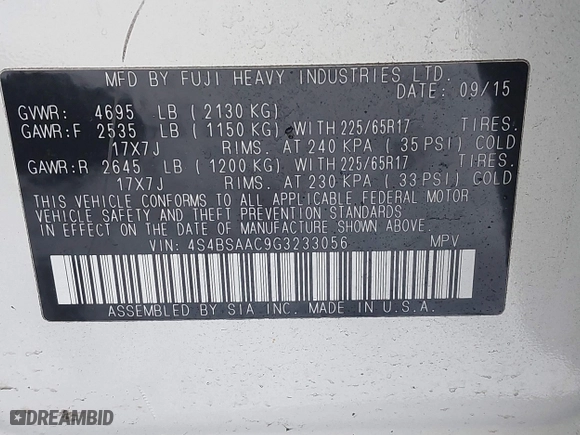 MFD BY FUJI HEAVY INDUSTRIES LTD.
DATE: 09/15
GVWR: 4695 LB (2130 KG)
GAWR:F 2535 LB (1150 KG) WITH 225/65R17 TIRES.
17X7J RIMS. AT 240 KPA (35 PSI) COLD
GAWR:R 2645 LB (1200 KG) WITH 225/65R17 TIRES.
17X7J RIMS. AT 230 KPA (33 PSI) COLD
THIS VEHICLE CONFORMS TO ALL APPLICABLE FEDERAL MOTOR
VEHICLE SAFETY AND THEFT PREVENTION STANDARDS
IN EFFECT ON THE DATE OF MANUFACTURE SHOWN ABOVE.
VIN: 4S4BSAAC9G3233056 MPV
ASSEMBLED BY SIA INC. MADE IN U.S.A.
DREAMBID